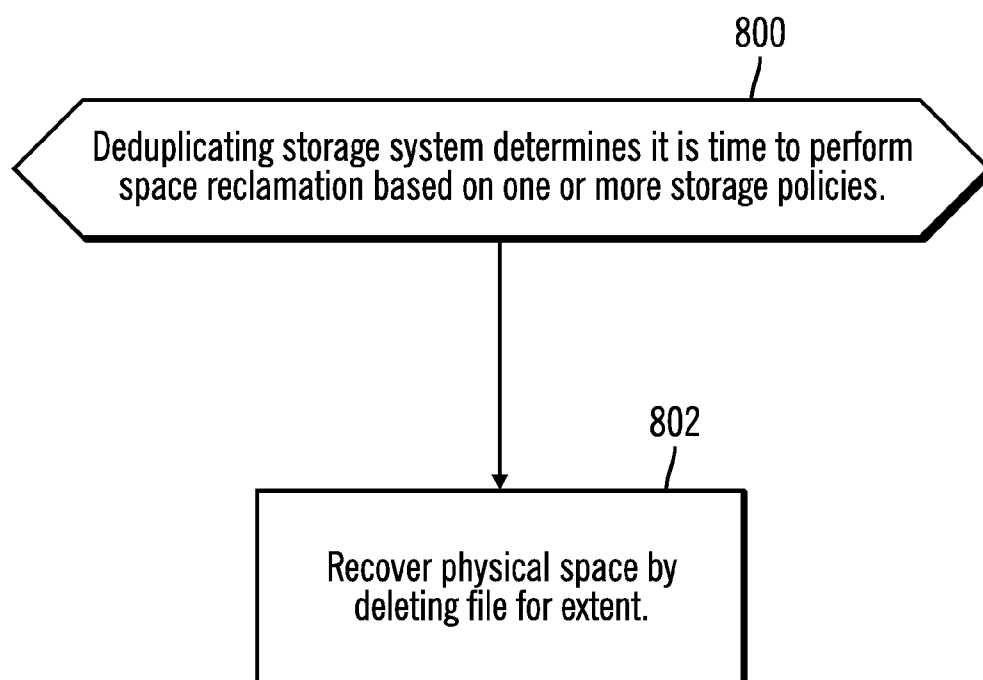 800
Deduplicating storage system determines it is time to perform
space reclamation based on one or more storage policies.
802
Recover physical space by
deleting file for extent.